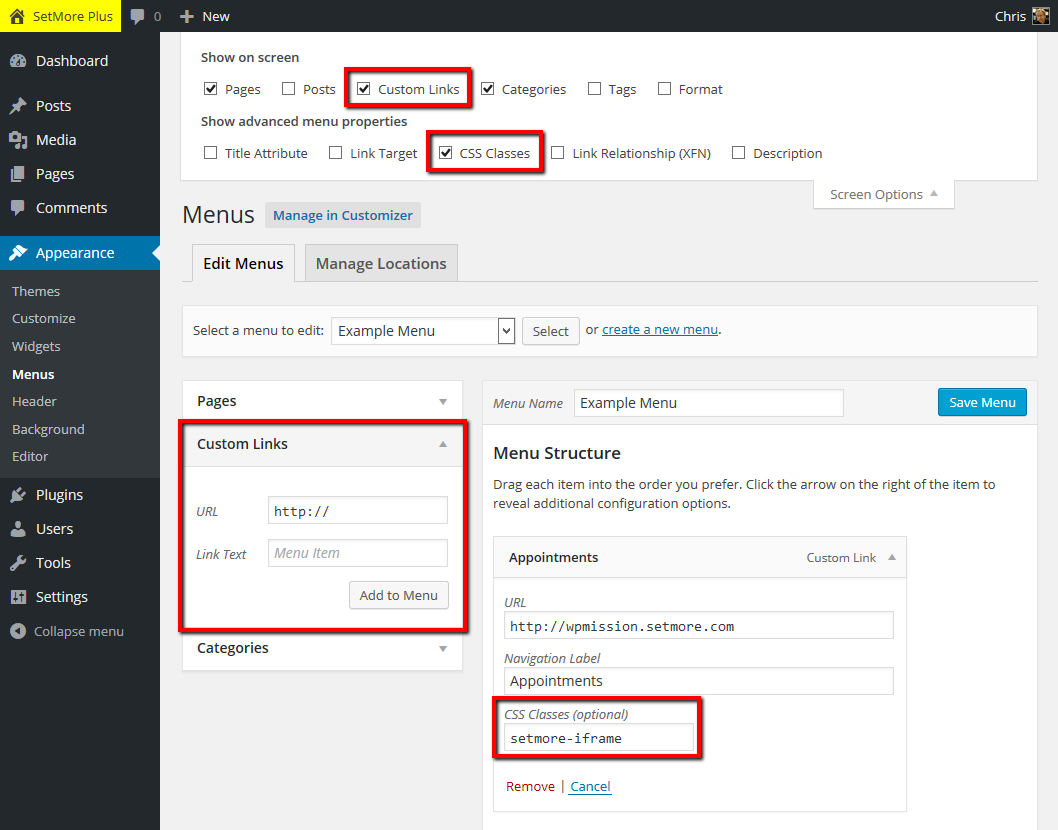 SetMore Plus 0 New Chris
Dashboard
Posts
Media
Pages
Comments
Appearance
Themes
Customize
Widgets
Menus
Header
Background
Editor
Plugins
Users
Tools
Settings
Collapse menu
Show on screen
Pages Posts Custom Links Categories Tags Format
Show advanced menu properties
Title Attribute Link Target CSS Classes Link Relationship (XFN) Description
Screen Options
Menus Manage in Customizer
Edit Menus Manage Locations
Select a menu to edit: Example Menu Select or create a new menu.
Pages
Custom Links
URL http://
Link Text Menu Item
Add to Menu
Categories
Menu Name Example Menu Save Menu
Menu Structure
Drag each item into the order you prefer. Click the arrow on the right of the item to
reveal additional configuration options.
Appointments Custom Link
URL
http://wpmission.setmore.com
Navigation Label
Appointments
CSS Classes (optional)
setmore-iframe
Remove | Cancel